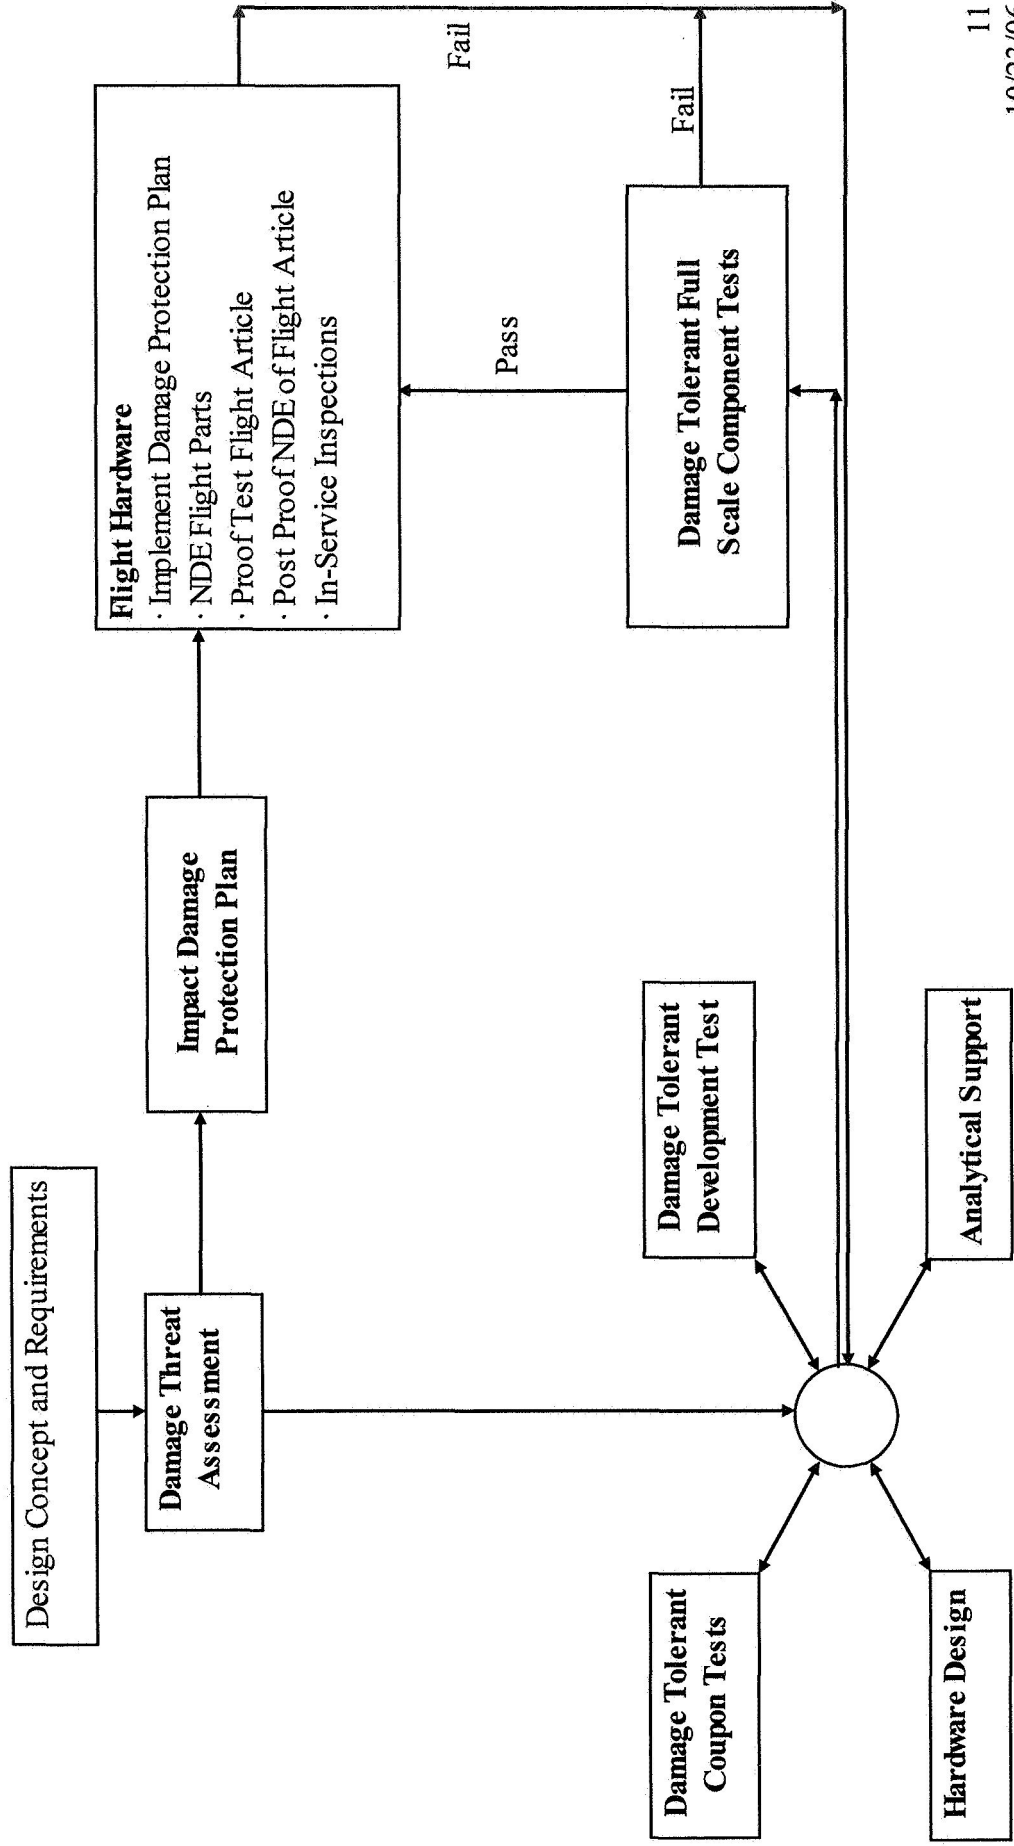 Design Concept and Requirements
Damage Threat
Assessment
Impact Damage
Protection Plan
Flight Hardware
· Implement Damage Protection Plan
· NDE Flight Parts
· Proof Test Flight Article
· Post Proof NDE of Flight Article
· In-Service Inspections
Fail
Pass
Damage Tolerant
Coupon Tests
Damage Tolerant
Development Test
Damage Tolerant Full
Scale Component Tests
Fail
Hardware Design
Analytical Support
11